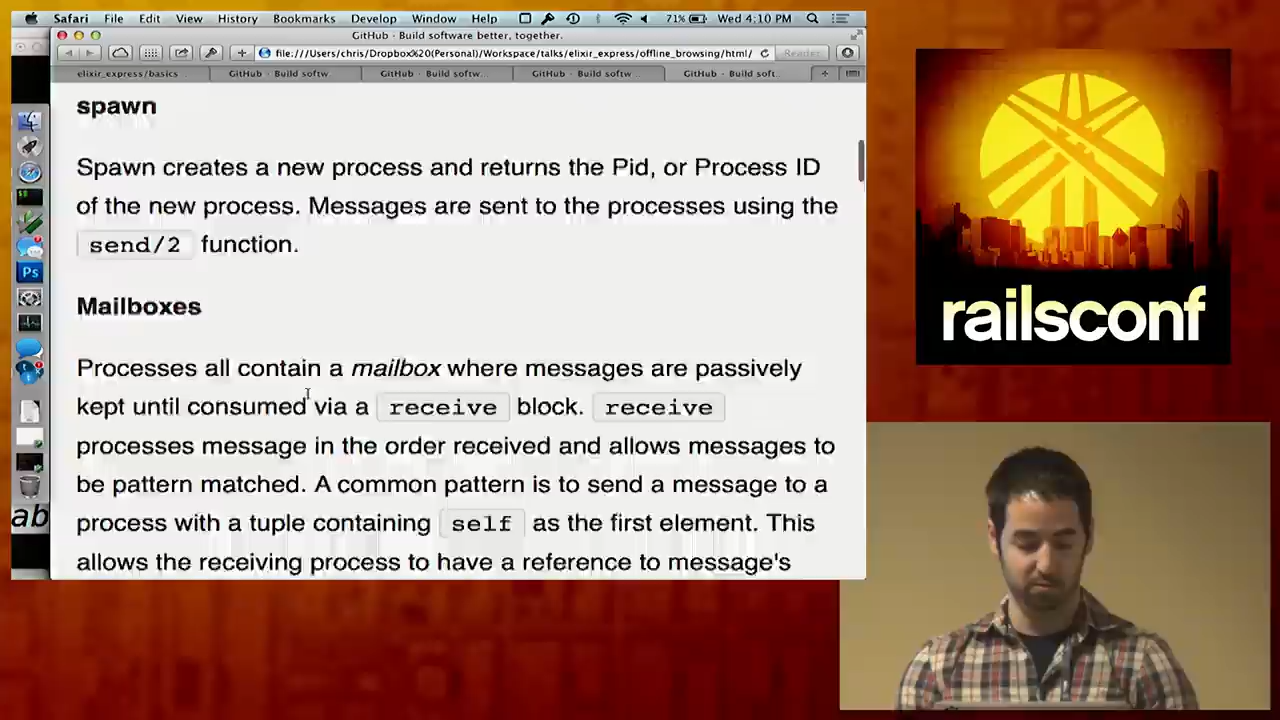 Safari File Edit View History Bookmarks Develop Window Help 71% Wed 4:10 PM
GitHub · Build software better, together.
file:///Users/chris/Dropbox%20(Personal)/Workspace/talks/elixir_express/offline_browsing/html/ Reader
elixir_express/basics GitHub · Build softw... GitHub · Build softw... GitHub · Build softw... GitHub · Build soft...
spawn
Spawn creates a new process and returns the Pid, or Process ID
of the new process. Messages are sent to the processes using the
send/2 function.
Mailboxes
Processes all contain a mailbox where messages are passively
kept until consumed via a receive block. receive
processes message in the order received and allows messages to
be pattern matched. A common pattern is to send a message to a
process with a tuple containing self as the first element. This
allows the receiving process to have a reference to message's
Ps
ab
railsconf